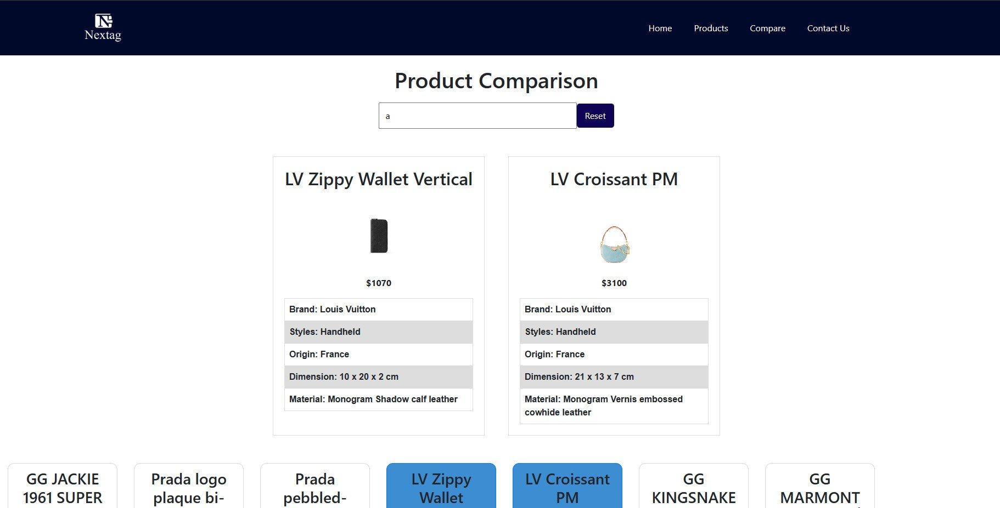 Nextag
Home Products Compare Contact Us
Product Comparison
a
Reset
LV Zippy Wallet Vertical
$1070
Brand: Louis Vuitton
Styles: Handheld
Origin: France
Dimension: 10 x 20 x 2 cm
Material: Monogram Shadow calf leather
LV Croissant PM
$3100
Brand: Louis Vuitton
Styles: Handheld
Origin: France
Dimension: 21 x 13 x 7 cm
Material: Monogram Vernis embossed
cowhide leather
GG JACKIE
1961 SUPER
Prada logo
plaque bi-
Prada
pebbled-
LV Zippy
Wallet
LV Croissant
PM
GG
KINGSNAKE
GG
MARMONT